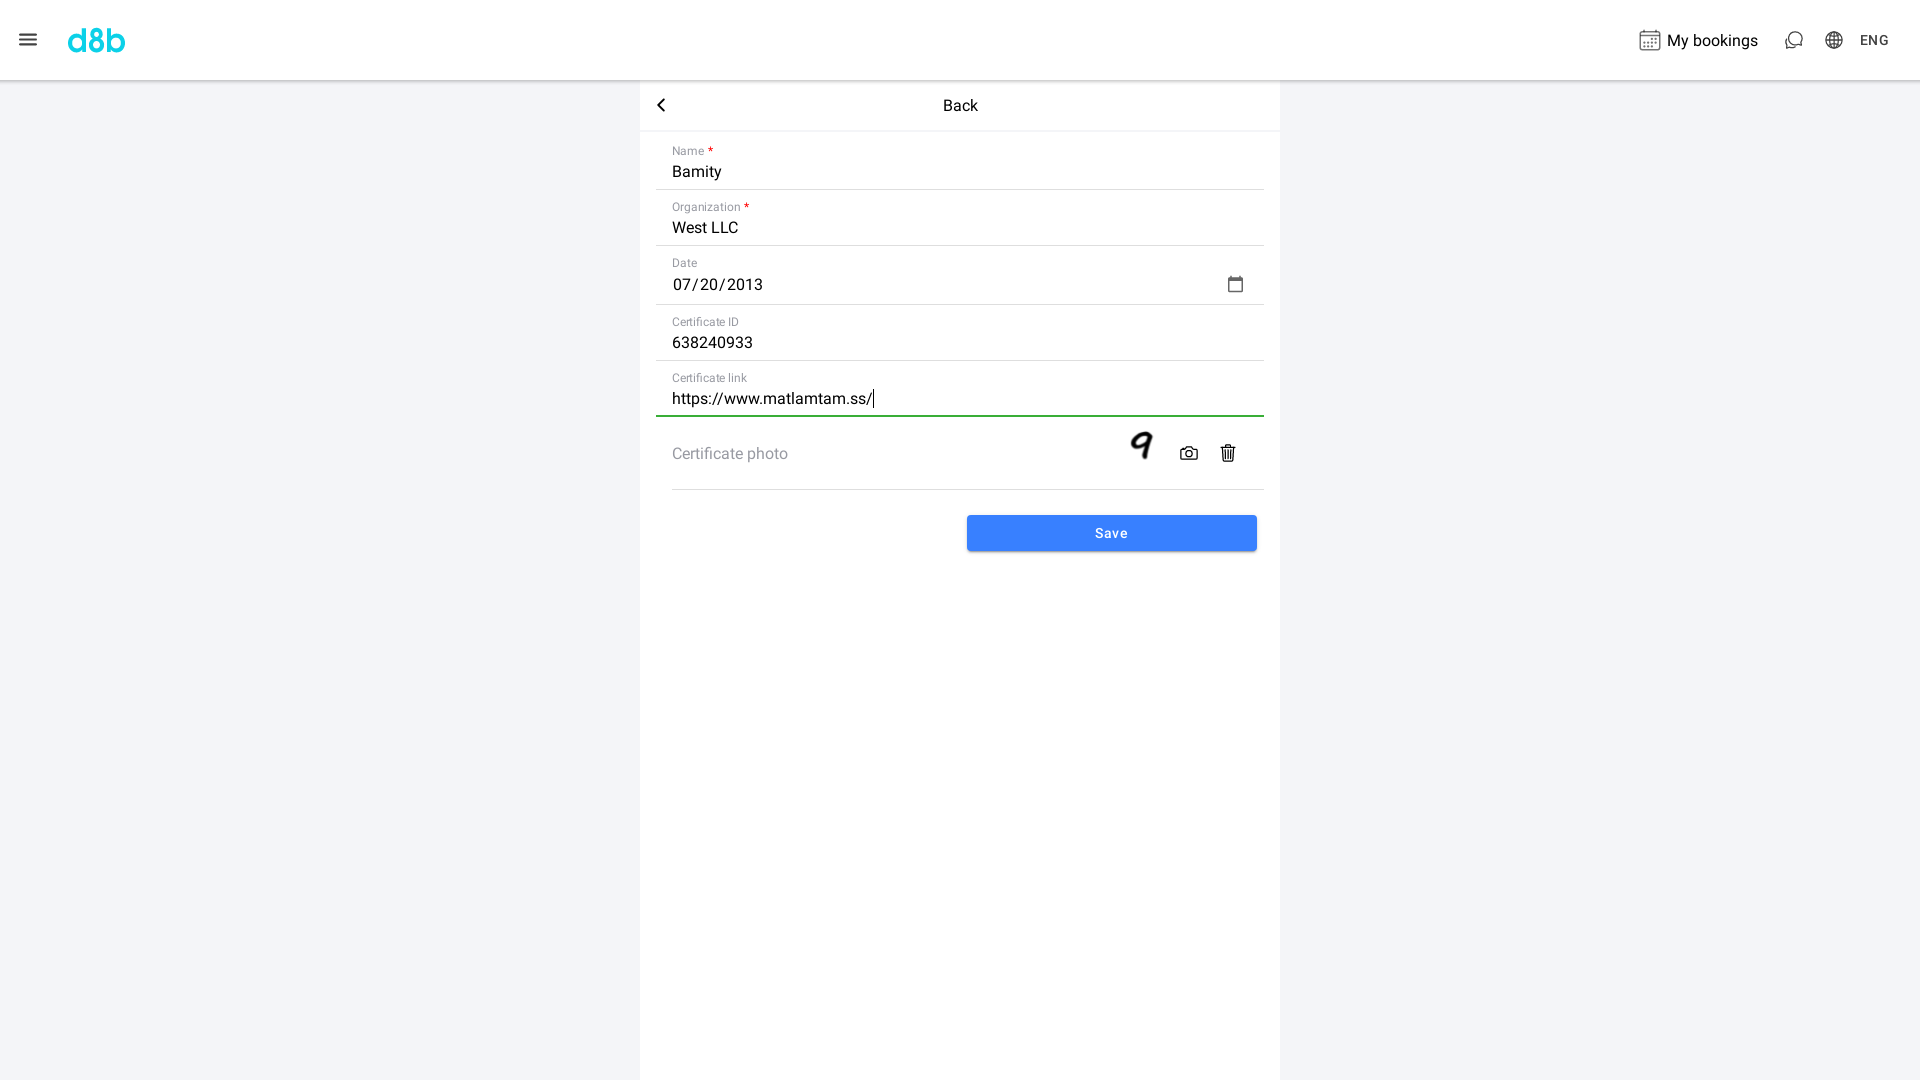 d8b
My bookings
ENG
Back
Name *
Bamity
Organization *
West LLC
Date
07/20/2013
Certificate ID
638240933
Certificate link
https://www.matlamtam.ss/
Certificate photo
9
Save